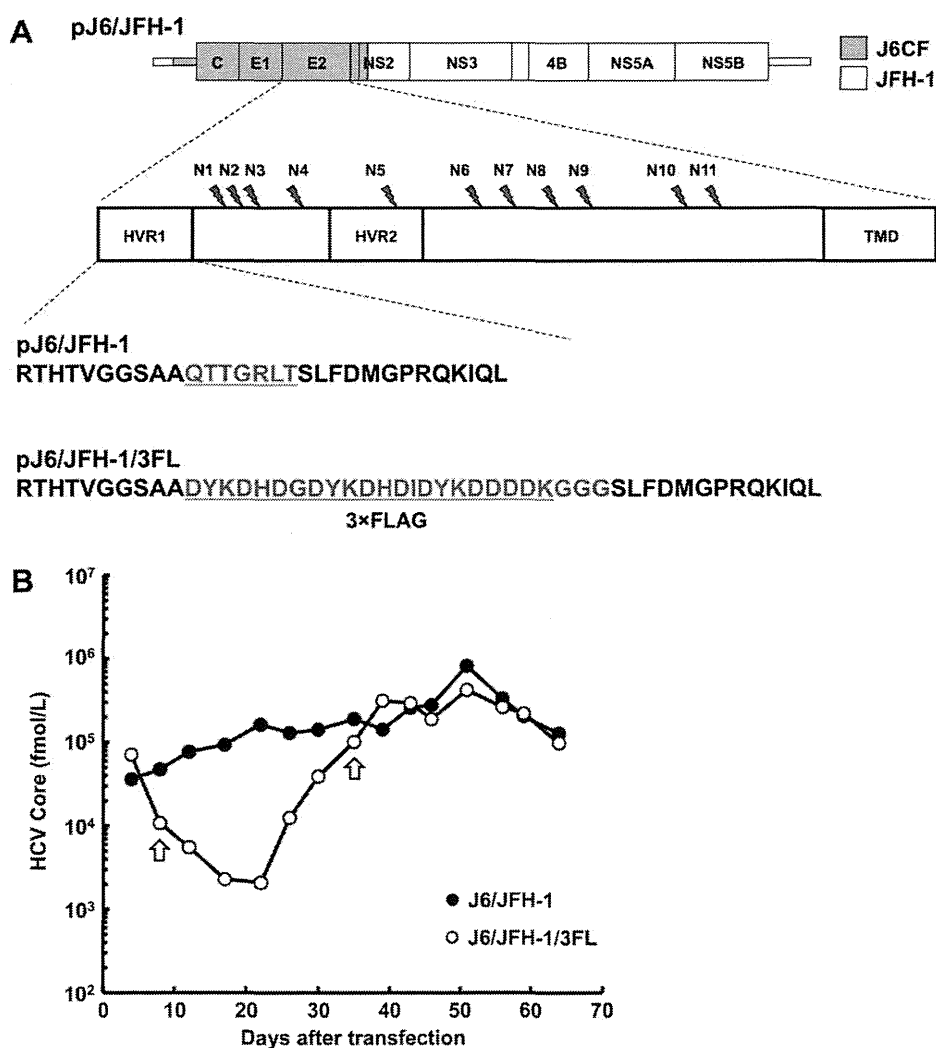 A pJ6/JFH-1
C E1 E2 NS2 NS3 4B NS5A NS5B
J6CF
JFH-1
N1 N2 N3 N4 N5 N6 N7 N8 N9 N10 N11
HVR1 HVR2 TMD
pJ6/JFH-1
RTHTVGGSAAQTTGRLTSLFDMGPRQKIQL
pJ6/JFH-1/3FL
RTHTVGGSAADYKDHDGDYKDHDIDYKDDDDKGGGSLFDMGPRQKIQL
3×FLAG
B
HCV Core (fmol/L)
10⁷
10⁶
10⁵
10⁴
10³
10²
J6/JFH-1
J6/JFH-1/3FL
0 10 20 30 40 50 60 70
Days after transfection